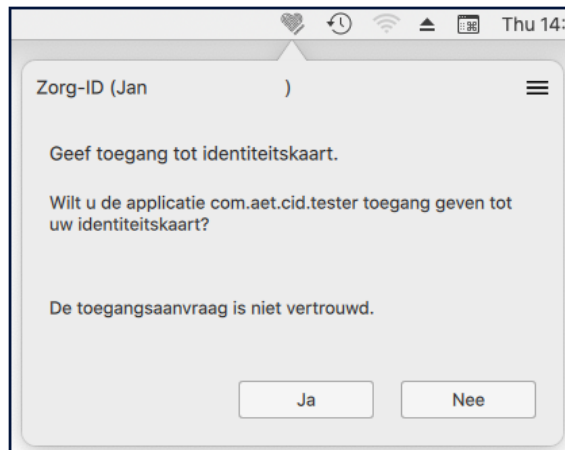 Thu 14:
Zorg-ID (Jan )
Geef toegang tot identiteitskaart.
Wilt u de applicatie com.aet.cid.tester toegang geven tot
uw identiteitskaart?
De toegangsaanvraag is niet vertrouwd.
Ja Nee